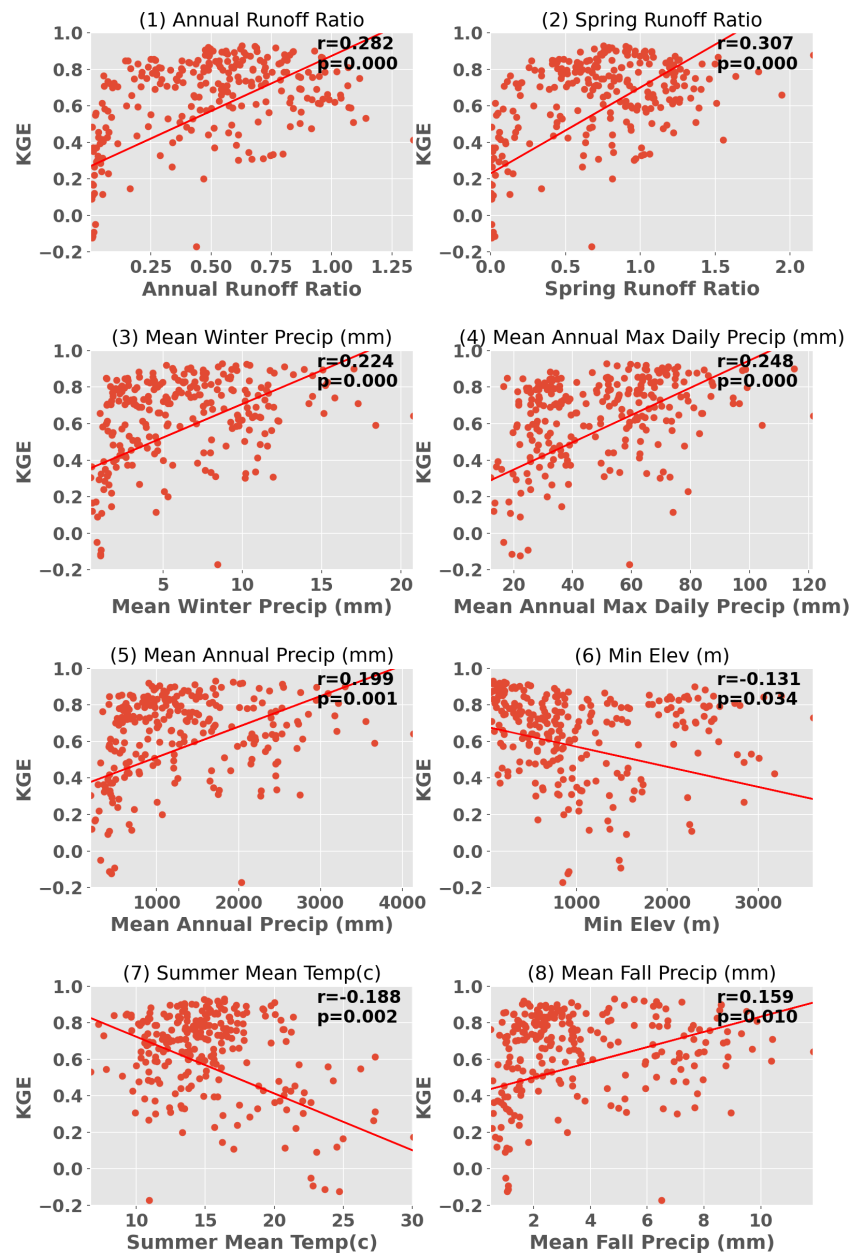 (1) Annual Runoff Ratio
r=0.282
p=0.000
KGE
1.0
0.8
0.6
0.4
0.2
0.0
−0.2
0.25 0.50 0.75 1.00 1.25
Annual Runoff Ratio
(2) Spring Runoff Ratio
r=0.307
p=0.000
KGE
1.0
0.8
0.6
0.4
0.2
0.0
−0.2
0.0 0.5 1.0 1.5 2.0
Spring Runoff Ratio
(3) Mean Winter Precip (mm)
r=0.224
p=0.000
KGE
1.0
0.8
0.6
0.4
0.2
0.0
−0.2
5 10 15 20
Mean Winter Precip (mm)
(4) Mean Annual Max Daily Precip (mm)
r=0.248
p=0.000
KGE
1.0
0.8
0.6
0.4
0.2
0.0
−0.2
20 40 60 80 100 120
Mean Annual Max Daily Precip (mm)
(5) Mean Annual Precip (mm)
r=0.199
p=0.001
KGE
1.0
0.8
0.6
0.4
0.2
0.0
−0.2
1000 2000 3000 4000
Mean Annual Precip (mm)
(6) Min Elev (m)
r=-0.131
p=0.034
KGE
1.0
0.8
0.6
0.4
0.2
0.0
−0.2
1000 2000 3000
Min Elev (m)
(7) Summer Mean Temp(c)
r=-0.188
p=0.002
KGE
1.0
0.8
0.6
0.4
0.2
0.0
−0.2
10 15 20 25 30
Summer Mean Temp(c)
(8) Mean Fall Precip (mm)
r=0.159
p=0.010
KGE
1.0
0.8
0.6
0.4
0.2
0.0
−0.2
2 4 6 8 10
Mean Fall Precip (mm)